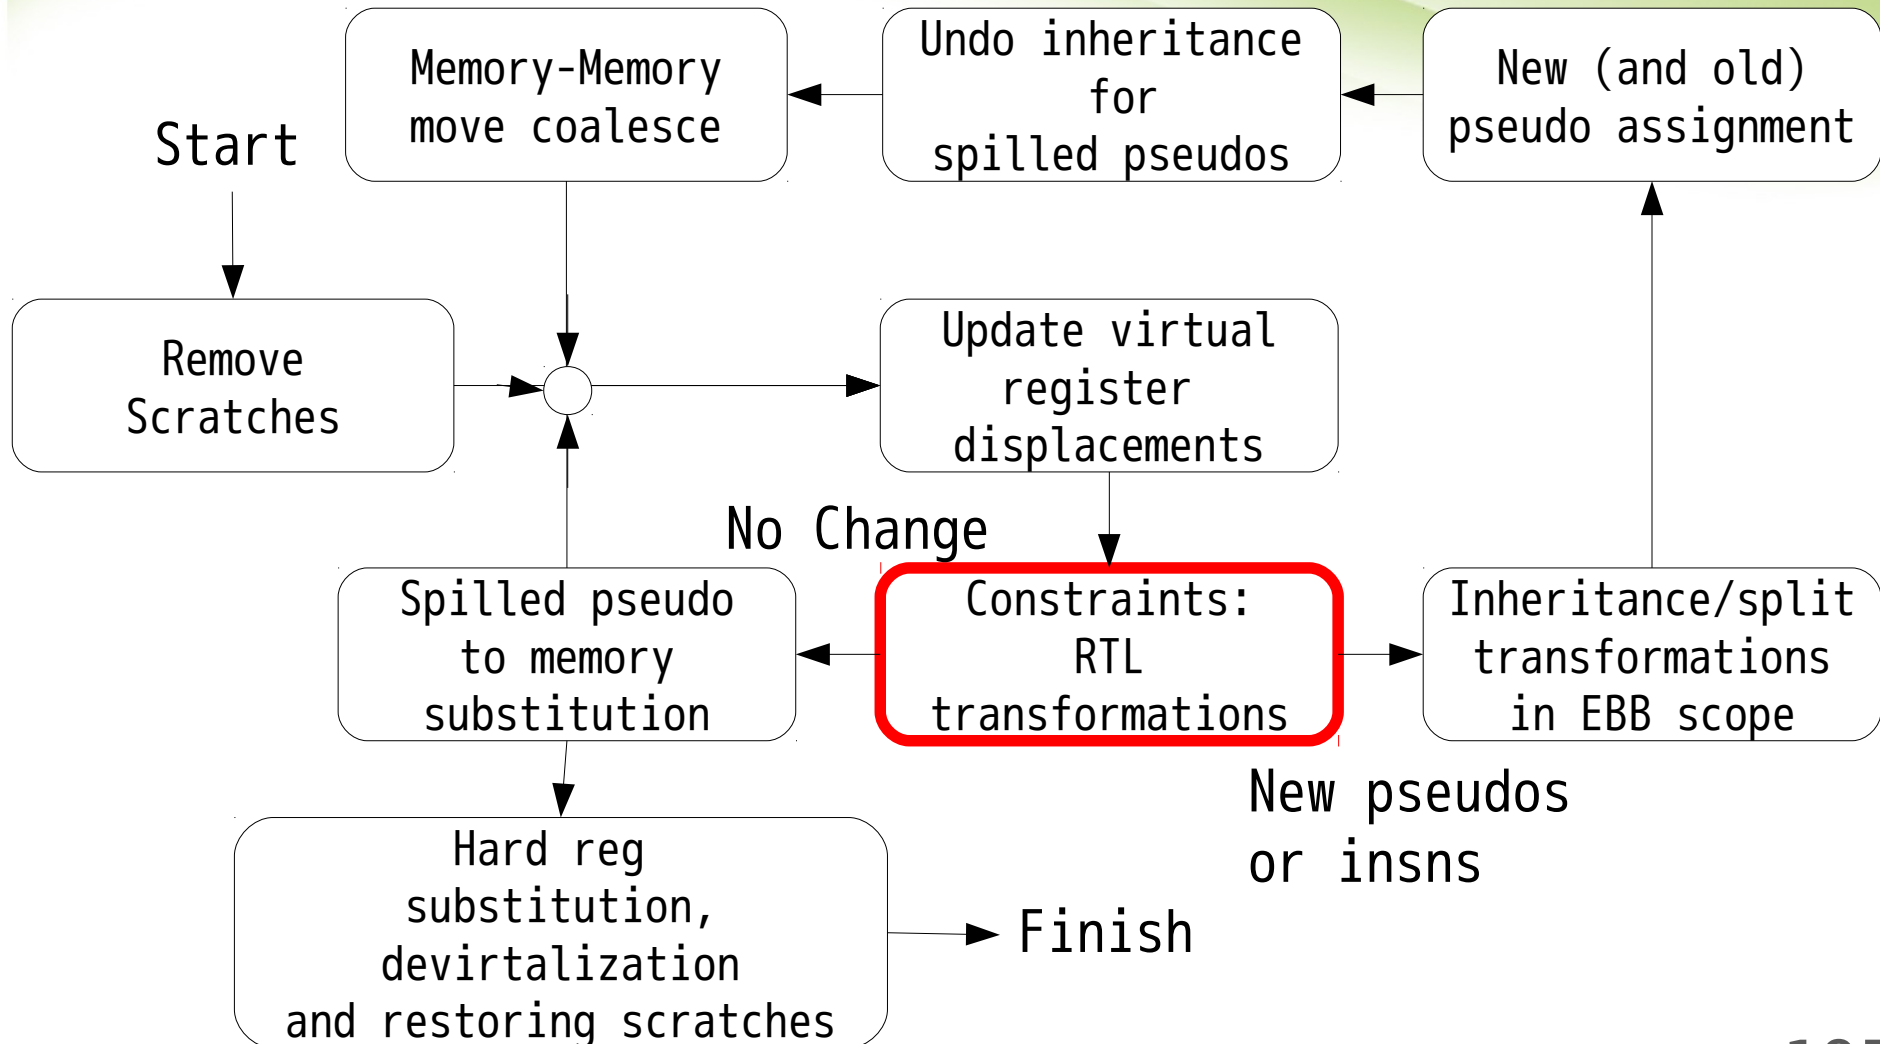 Memory-Memory
move coalesce
Undo inheritance
for
spilled pseudos
New (and old)
pseudo assignment
Start
Remove
Scratches
Update virtual
register
displacements
No Change
Spilled pseudo
to memory
substitution
Constraints:
RTL
transformations
Inheritance/split
transformations
in EBB scope
New pseudos
or insns
Hard reg
substitution,
devirtalization
and restoring scratches
Finish